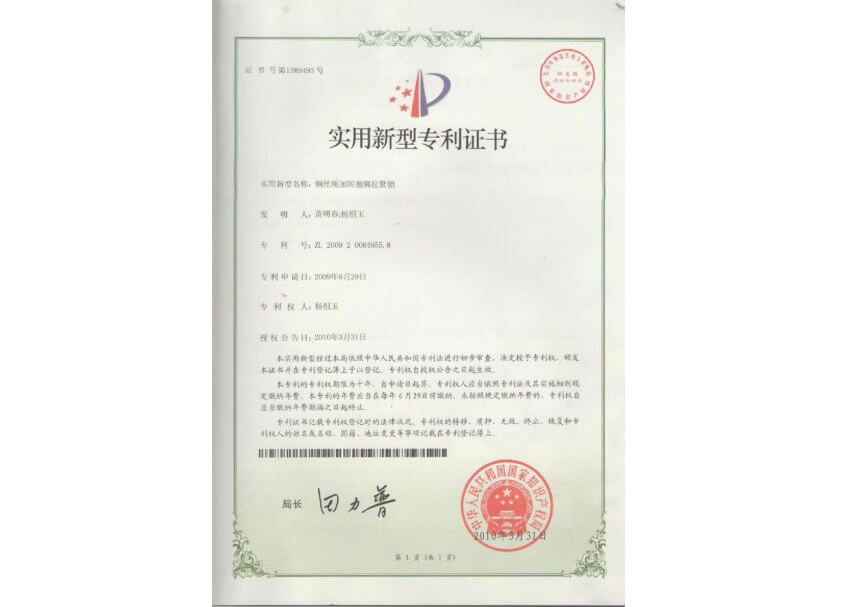 证书号第1389493号
实用新型专利证书
实用新型名称：钢丝绳加固捆绑拉紧锁
发明人：黄明春;杨祖玉
专利号：ZL 2009 2 0064955.8
专利申请日：2009年6月29日
专利权人：杨祖玉
授权公告日：2010年3月31日
本实用新型经过本局依照中华人民共和国专利法进行初步审查，决定授予专利权，颁发
本证书并在专利登记簿上予以登记。专利权自授权公告之日起生效。
本专利的专利权期限为十年，自申请日起算。专利权人应当依照专利法及其实施细则规
定缴纳年费。本专利的年费应当在每年6月29日前缴纳。未按照规定缴纳年费的，专利权自
应当缴纳年费期满之日起终止。
专利证书记载专利权登记时的法律状况。专利权的转移、质押、无效、终止、恢复和专
利权人的姓名或名称、国籍、地址变更等事项记载在专利登记簿上。
局长 田力普
中华人民共和国国家知识产权局
2010年3月31日
第1页(共1页)